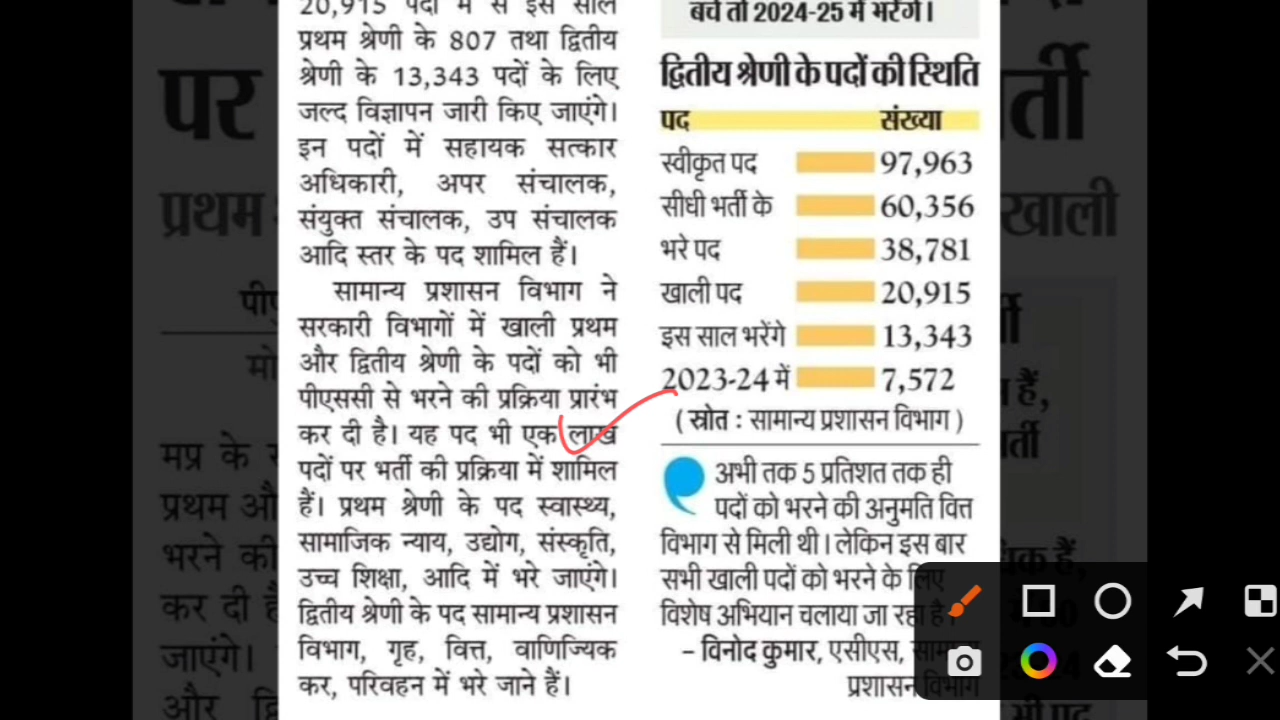 20,915 पदों में से इस साल
प्रथम श्रेणी के 807 तथा द्वितीय
श्रेणी के 13,343 पदों के लिए
जल्द विज्ञापन जारी किए जाएंगे।
इन पदों में सहायक सत्कार
अधिकारी, अपर संचालक,
संयुक्त संचालक, उप संचालक
आदि स्तर के पद शामिल हैं।
सामान्य प्रशासन विभाग ने
सरकारी विभागों में खाली प्रथम
और द्वितीय श्रेणी के पदों को भी
पीएससी से भरने की प्रक्रिया प्रारंभ
कर दी है। यह पद भी एक लाख
पदों पर भर्ती की प्रक्रिया में शामिल
हैं। प्रथम श्रेणी के पद स्वास्थ्य,
सामाजिक न्याय, उद्योग, संस्कृति,
उच्च शिक्षा, आदि में भरे जाएंगे।
द्वितीय श्रेणी के पद सामान्य प्रशासन
विभाग, गृह, वित्त, वाणिज्यिक
कर, परिवहन में भरे जाने हैं।
बचे तो 2024-25 में भरेंगे।
द्वितीय श्रेणी के पदों की स्थिति
पद संख्या
स्वीकृत पद 97,963
सीधी भर्ती के 60,356
भरे पद 38,781
खाली पद 20,915
इस साल भरेंगे 13,343
2023-24 में 7,572
(स्रोत : सामान्य प्रशासन विभाग)
अभी तक 5 प्रतिशत तक ही
पदों को भरने की अनुमति वित्त
विभाग से मिली थी। लेकिन इस बार
सभी खाली पदों को भरने के लिए
विशेष अभियान चलाया जा रहा है।
– विनोद कुमार, एसीएस, सामान्य
प्रशासन विभाग
पर
र्ती
प्रथम
खाली
मप्र के
प्रथम औ
भरने की
कर दी है
जाएंगे।
और